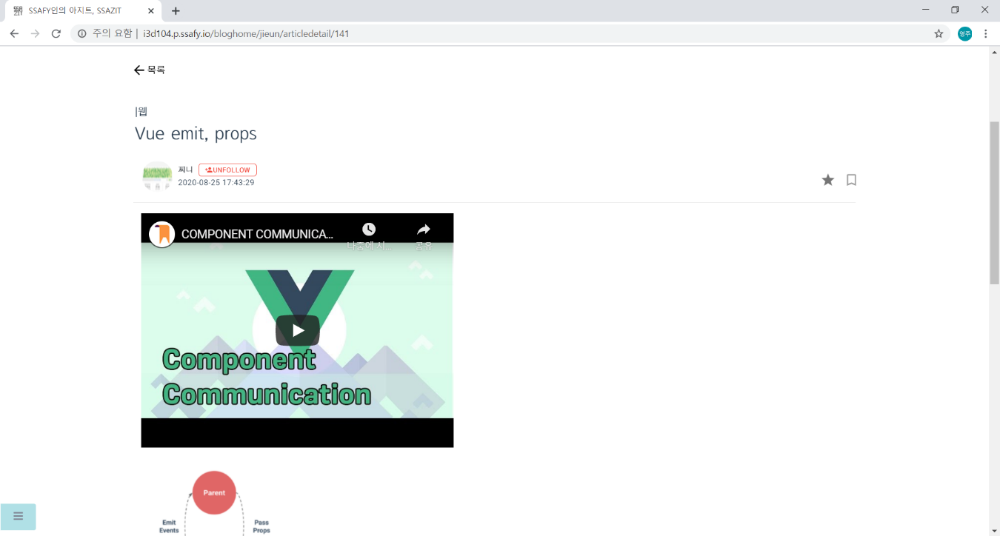 SSAFY인의 아지트, SSAZIT
주의 요함 | i3d104.p.ssafy.io/bloghome/jieun/articledetail/141
영주
목록
|웹
Vue emit, props
찌니 UNFOLLOW
2020-08-25 17:43:29
COMPONENT COMMUNICA...
나중에 시... 공유
Component
Communication
Parent
Emit
Events
Pass
Props